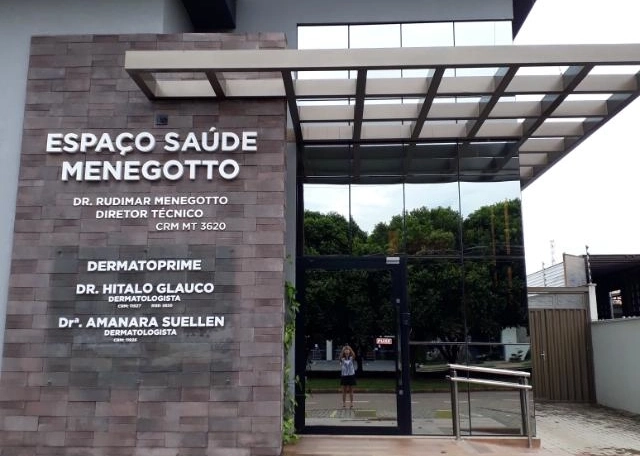 ESPAÇO SAÚDE
MENEGOTTO
DR. RUDIMAR MENEGOTTO
DIRETOR TÉCNICO
CRM MT 3620
DERMATOPRIME
DR. HITALO GLAUCO
DERMATOLOGISTA
Drª. AMANARA SUELLEN
DERMATOLOGISTA
PUXE